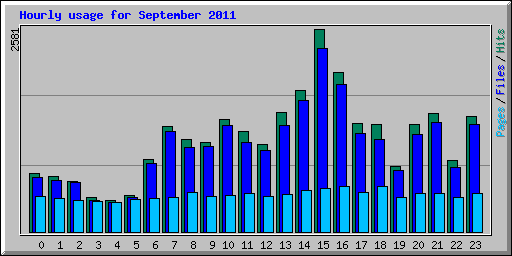 Hourly usage for September 2011
2581
Pages / Files / Hits
0 1 2 3 4 5 6 7 8 9 10 11 12 13 14 15 16 17 18 19 20 21 22 23